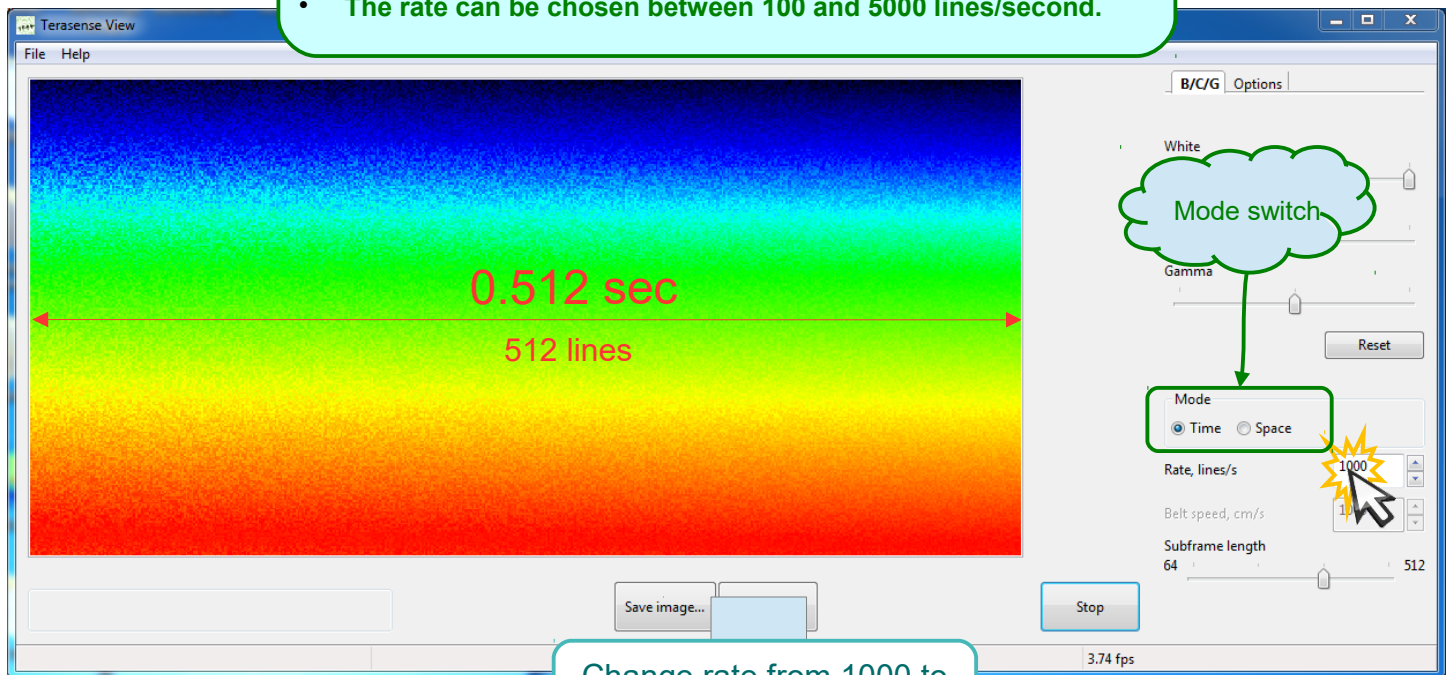 • The rate can be chosen between 100 and 5000 lines/second.
Terasense View
File Help
B/C/G Options
White
Mode switch
Gamma
0.512 sec
512 lines
Reset
Mode
Time Space
Rate, lines/s 1000
Belt speed, cm/s
Subframe length
64 512
Save image...
Stop
3.74 fps
Change rate from 1000 to